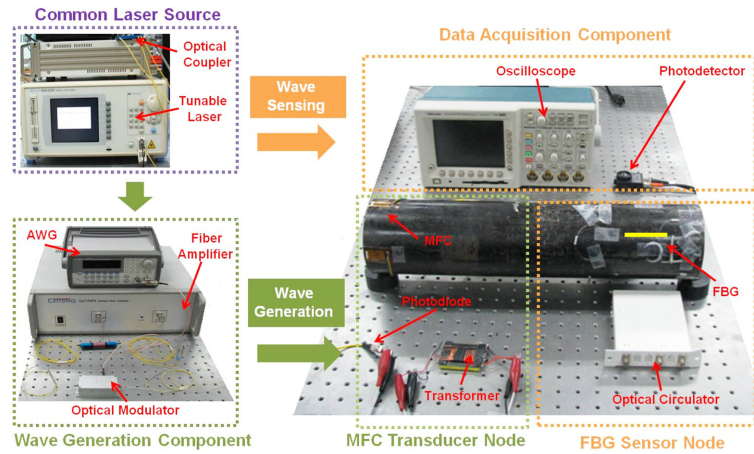 Common Laser Source
Optical
Coupler
Tunable
Laser
Wave
Sensing
Data Acquisition Component
Oscilloscope
Photodetector
AWG
Fiber
Amplifier
Optical Modulator
Wave Generation Component
Wave
Generation
MFC
Photodiode
Transformer
MFC Transducer Node
FBG
Optical Circulator
FBG Sensor Node